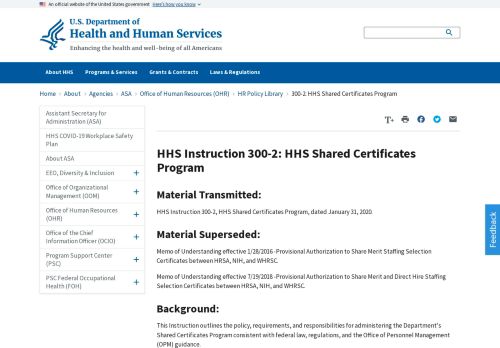 An official website of the United States government Here's how you know
U.S. Department of
Health and Human Services
Enhancing the health and well-being of all Americans
About HHS Programs & Services Grants & Contracts Laws & Regulations
Home › About › Agencies › ASA › Office of Human Resources (OHR) › HR Policy Library › 300-2: HHS Shared Certificates Program
Assistant Secretary for
Administration (ASA)
HHS COVID-19 Workplace Safety
Plan
About ASA
EEO, Diversity & Inclusion +
Office of Organizational
Management (OOM) +
Office of Human Resources
(OHR) +
Office of the Chief
Information Officer (OCIO) +
Program Support Center
(PSC) +
PSC Federal Occupational
Health (FOH) +
T+
HHS Instruction 300-2: HHS Shared Certificates
Program
Material Transmitted:
HHS Instruction 300-2, HHS Shared Certificates Program, dated January 31, 2020.
Material Superseded:
Memo of Understanding effective 1/28/2016 -Provisional Authorization to Share Merit Staffing Selection
Certificates between HRSA, NIH, and WHRSC.
Memo of Understanding effective 7/19/2018 -Provisional Authorization to Share Merit and Direct Hire Staffing
Selection Certificates between HRSA, NIH, and WHRSC.
Background:
This Instruction outlines the policy, requirements, and responsibilities for administering the Department's
Shared Certificates Program consistent with federal law, regulations, and the Office of Personnel Management
(OPM) guidance.
Feedback